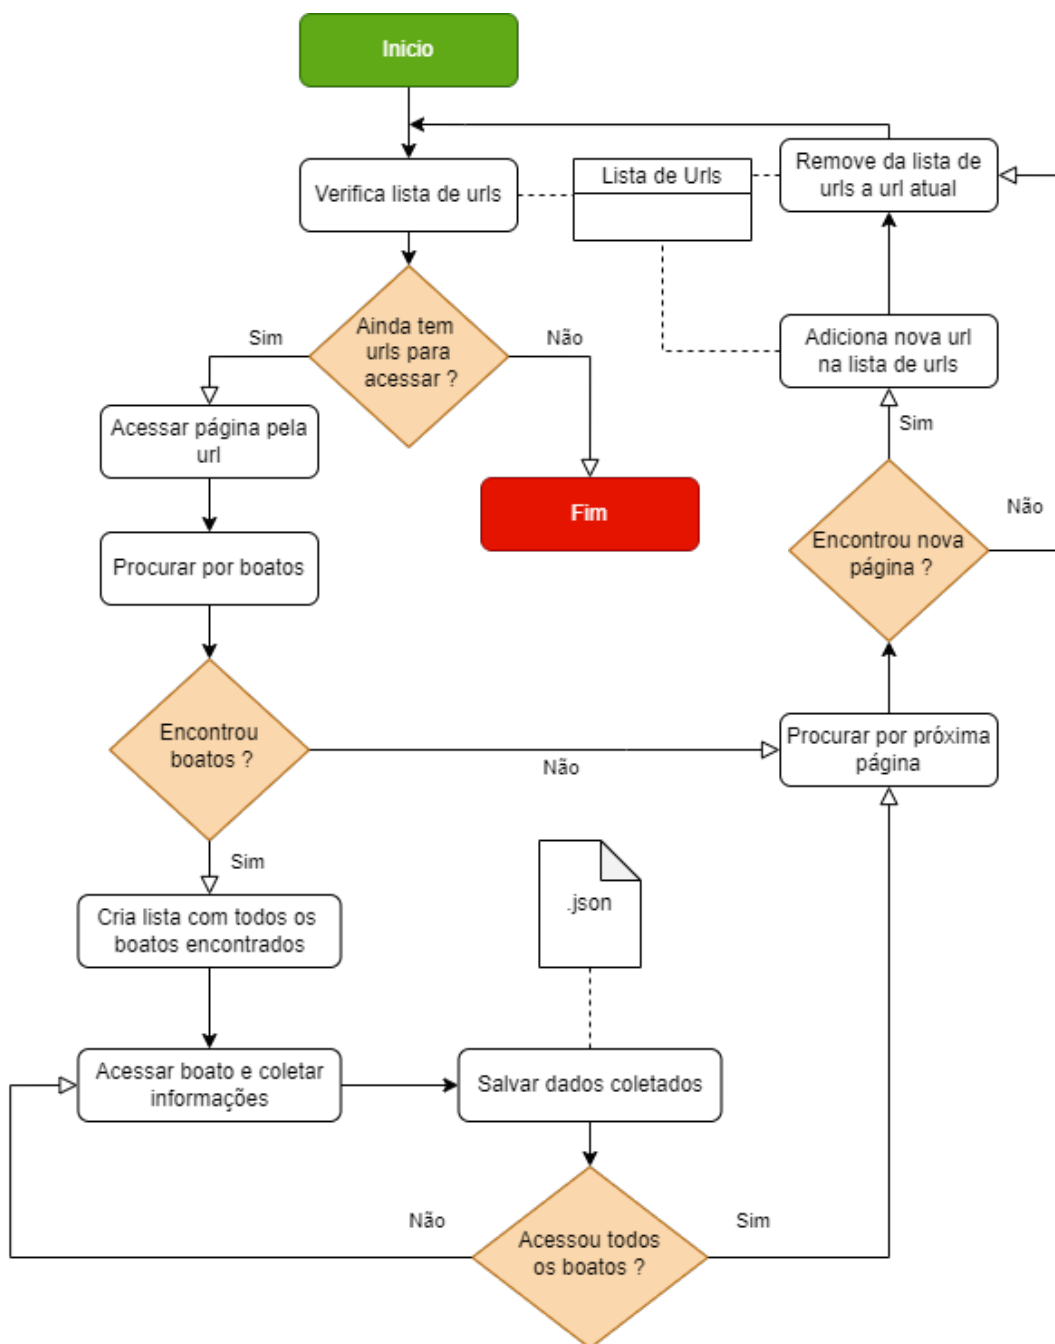 Inicio
Verifica lista de urls
Lista de Urls
Remove da lista de
urls a url atual
Ainda tem
urls para
acessar ?
Sim
Não
Adiciona nova url
na lista de urls
Acessar página pela
url
Fim
Sim
Encontrou nova
página ?
Não
Procurar por boatos
Encontrou
boatos ?
Não
Procurar por próxima
página
Sim
.json
Cria lista com todos os
boatos encontrados
Acessar boato e coletar
informações
Salvar dados coletados
Não
Acessou todos
os boatos ?
Sim